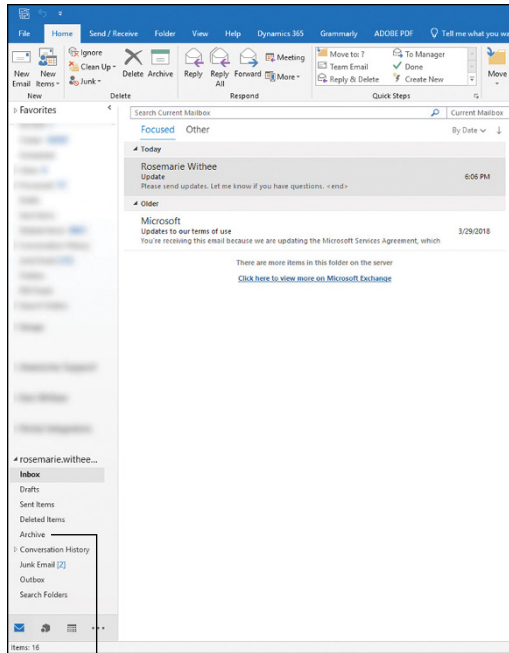 File Home Send / Receive Folder View Help Dynamics 365 Grammarly ADOBE PDF Tell me what you wa
New Email
New Items
New
Ignore
Clean Up
Junk
Delete
Archive
Delete
Reply
Reply All
Forward
Meeting
More
Respond
Move to: ?
Team Email
Reply & Delete
To Manager
Done
Create New
Quick Steps
Move
Favorites
Search Current Mailbox Current Mailbox
Focused Other By Date
Today
Rosemarie Withee
Update 6:06 PM
Please send updates. Let me know if you have questions. <end>
Older
Microsoft
Updates to our terms of use 3/29/2018
You're receiving this email because we are updating the Microsoft Services Agreement, which
There are more items in this folder on the server
Click here to view more on Microsoft Exchange
rosemarie.withee...
Inbox
Drafts
Sent Items
Deleted Items
Archive
Conversation History
Junk Email [2]
Outbox
Search Folders
Items: 16